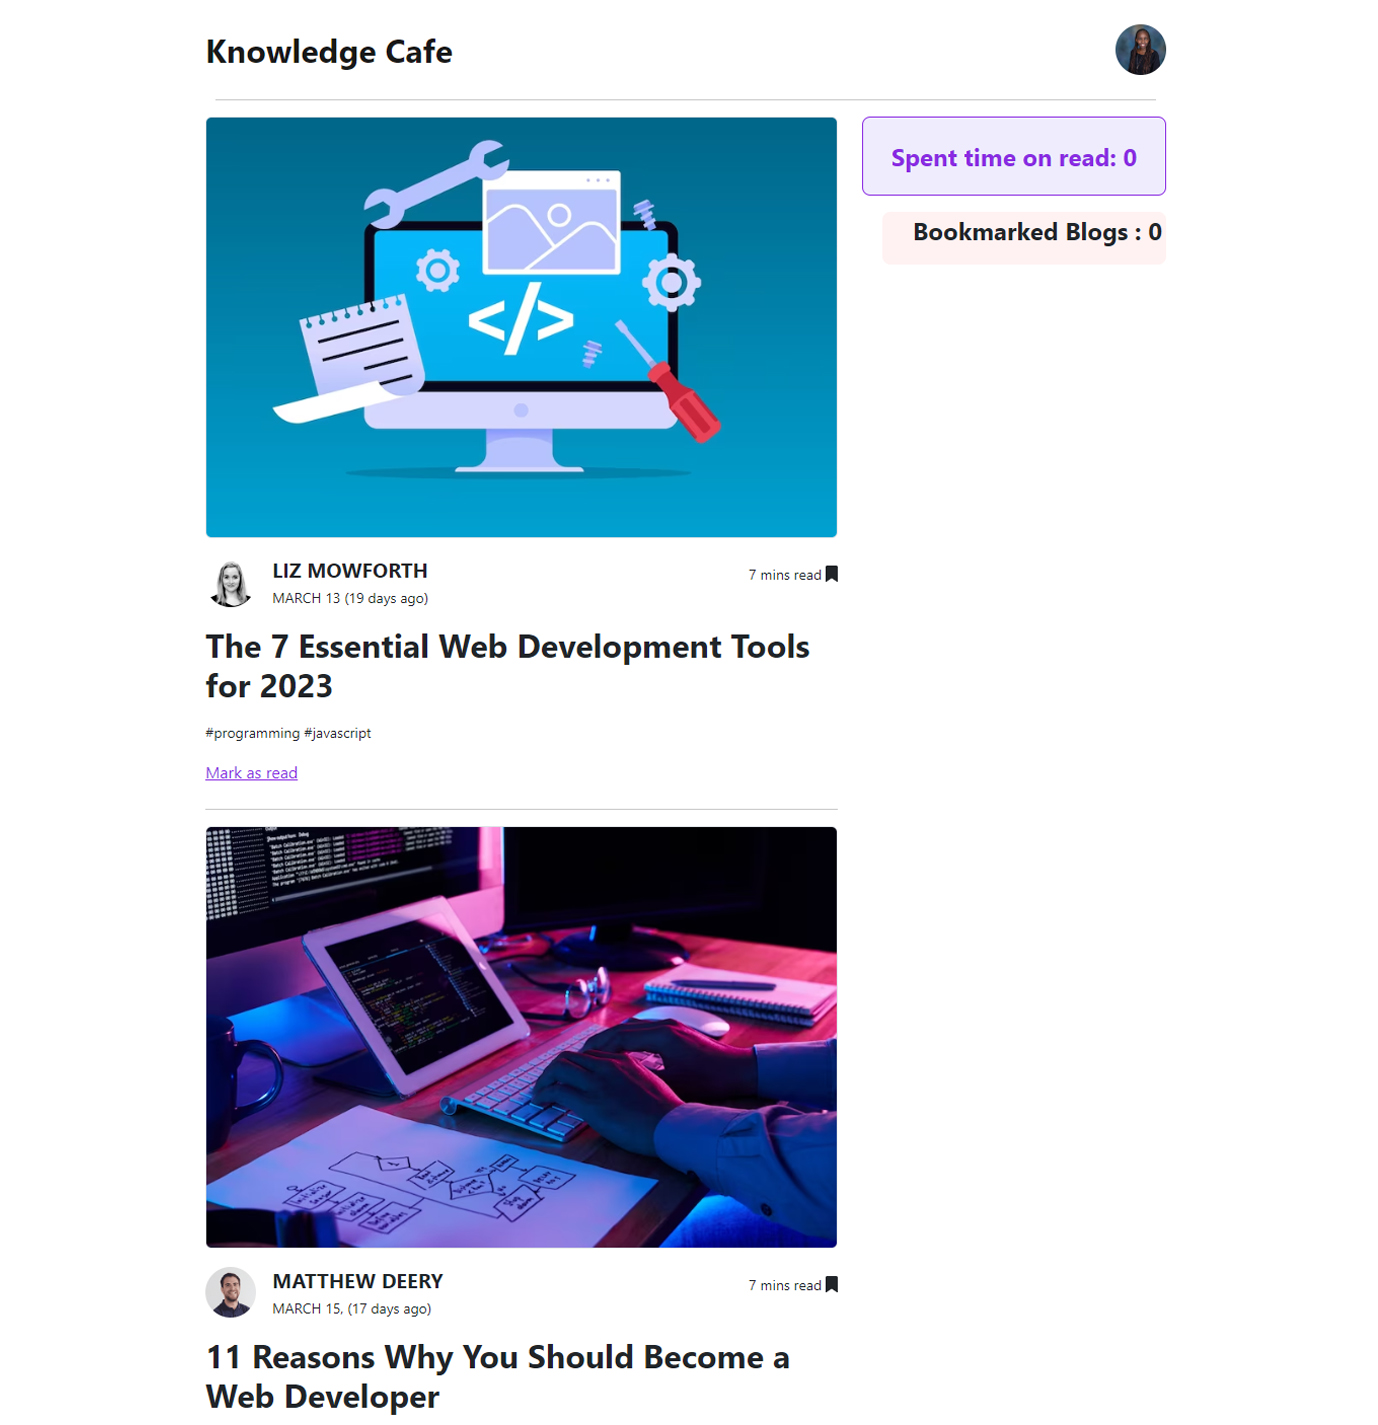 Knowledge Cafe
Spent time on read: 0
Bookmarked Blogs : 0
</>
LIZ MOWFORTH
7 mins read
MARCH 13 (19 days ago)
The 7 Essential Web Development Tools
for 2023
#programming #javascript
Mark as read
MATTHEW DEERY
7 mins read
MARCH 15, (17 days ago)
11 Reasons Why You Should Become a
Web Developer